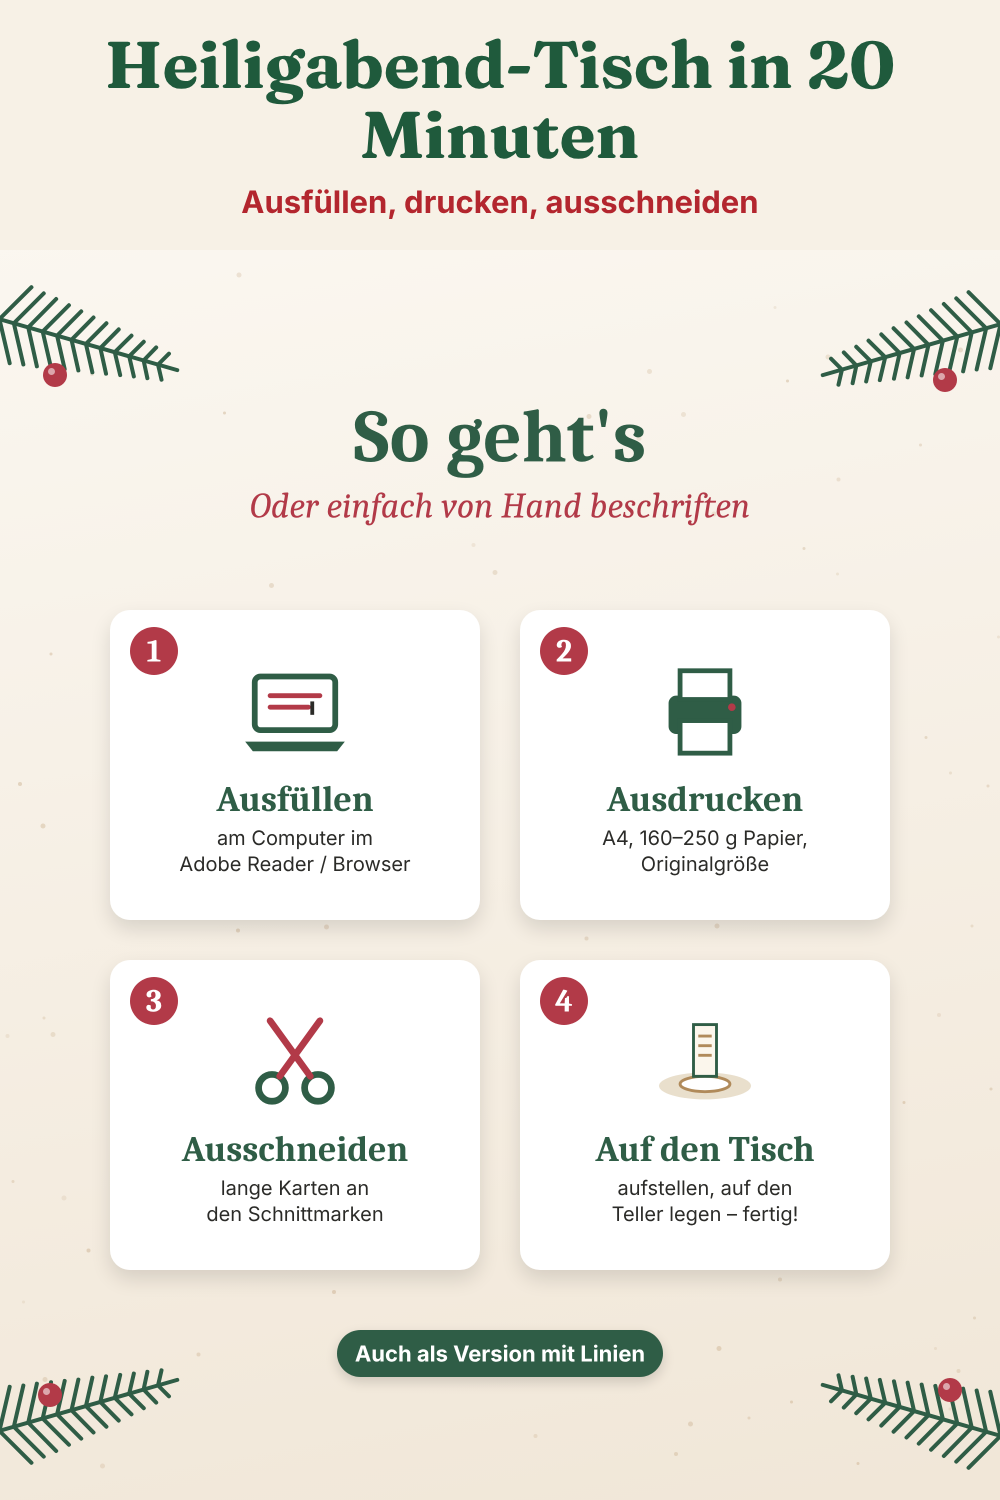 Heiligabend-Tisch in 20
Minuten
Ausfüllen, drucken, ausschneiden
So geht's
Oder einfach von Hand beschriften
1
Ausfüllen
am Computer im
Adobe Reader / Browser
2
Ausdrucken
A4, 160–250 g Papier,
Originalgröße
3
Ausschneiden
lange Karten an
den Schnittmarken
4
Auf den Tisch
aufstellen, auf den
Teller legen – fertig!
Auch als Version mit Linien